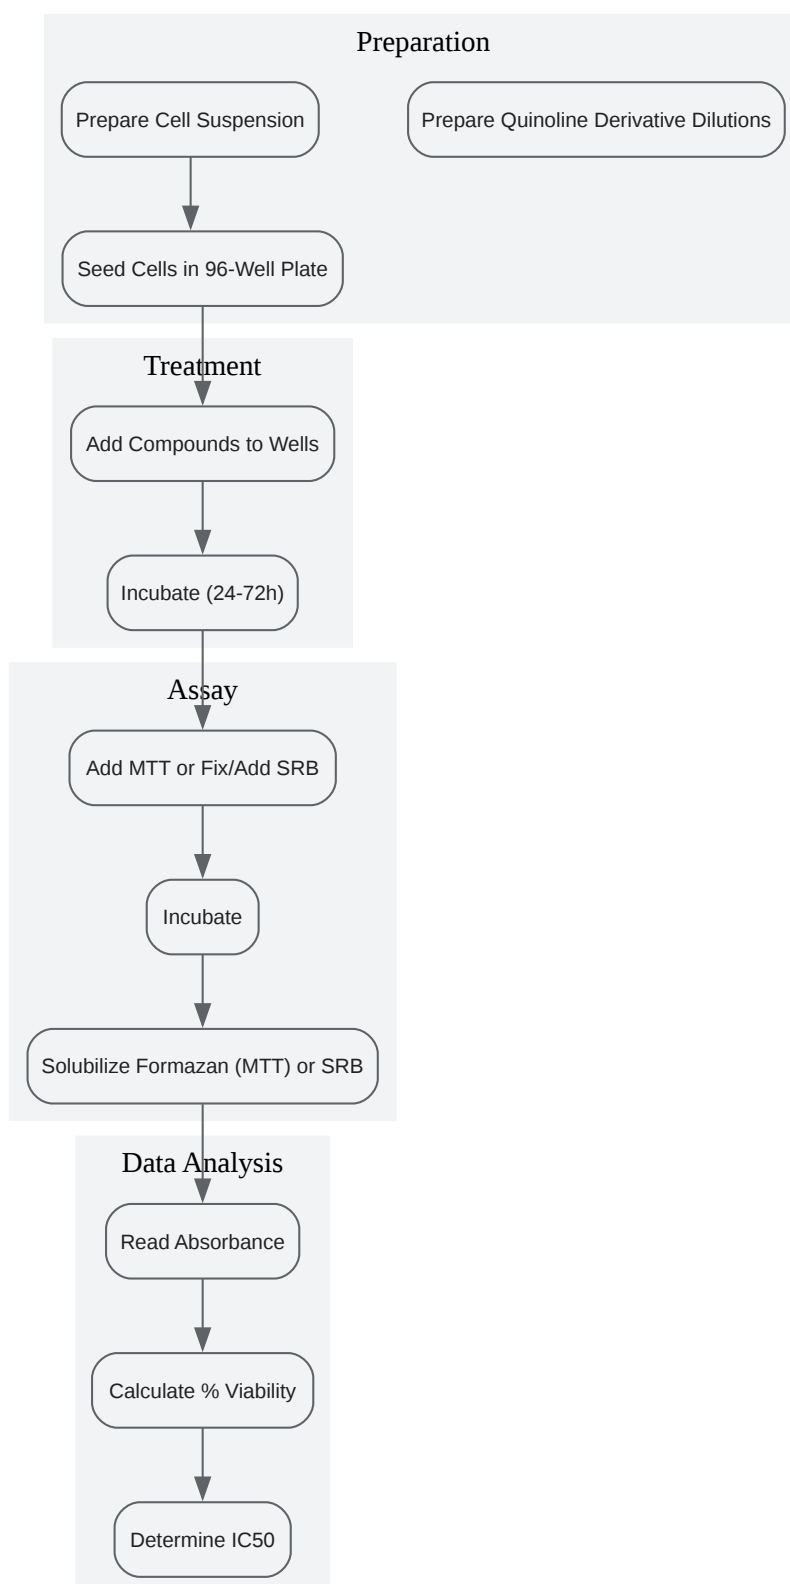 Preparation
Prepare Cell Suspension
Prepare Quinoline Derivative Dilutions
Seed Cells in 96-Well Plate
Treatment
Add Compounds to Wells
Incubate (24-72h)
Assay
Add MTT or Fix/Add SRB
Incubate
Solubilize Formazan (MTT) or SRB
Data Analysis
Read Absorbance
Calculate % Viability
Determine IC50